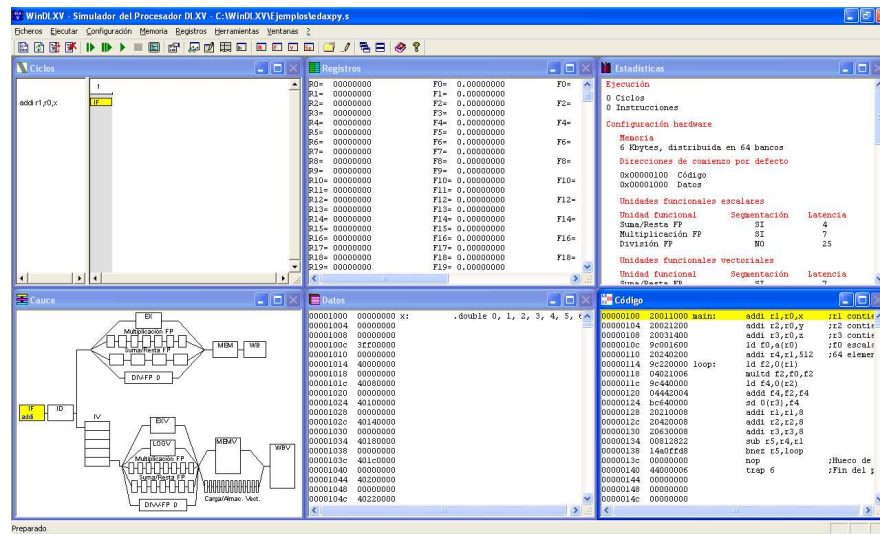 WinDLXV - Simulador del Procesador DLXV - C:\WinDLXV\Ejemplos\edaxpy.s
Ficheros Ejecutar Configuración Memoria Registros Herramientas Ventanas ?
Ciclos
1
addi r1,r0,x
IF
Registros
R0= 00000000 F0= 0.00000000 F0=
R1= 00000000 F1= 0.00000000
R2= 00000000 F2= 0.00000000 F2=
R3= 00000000 F3= 0.00000000
R4= 00000000 F4= 0.00000000 F4=
R5= 00000000 F5= 0.00000000
R6= 00000000 F6= 0.00000000 F6=
R7= 00000000 F7= 0.00000000
R8= 00000000 F8= 0.00000000 F8=
R9= 00000000 F9= 0.00000000
R10= 00000000 F10= 0.00000000 F10=
R11= 00000000 F11= 0.00000000
R12= 00000000 F12= 0.00000000 F12=
R13= 00000000 F13= 0.00000000
R14= 00000000 F14= 0.00000000 F14=
R15= 00000000 F15= 0.00000000
R16= 00000000 F16= 0.00000000 F16=
R17= 00000000 F17= 0.00000000
R18= 00000000 F18= 0.00000000 F18=
R19= 00000000 F19= 0.00000000
Estadísticas
Ejecución
0 Ciclos
0 Instrucciones
Configuración hardware
Memoria
6 Kbytes, distribuida en 64 bancos
Direcciones de comienzo por defecto
0x00000100 Código
0x00001000 Datos
Unidades funcionales escalares
Unidad funcional Segmentación Latencia
Suma/Resta FP SI 4
Multiplicación FP SI 7
División FP NO 25
Unidades funcionales vectoriales
Unidad funcional Segmentación Latencia
Suma/Resta FP SI 7
Cauce
EX
Multiplicación FP
Suma/Resta FP
DIV-FP 0
MEM
WB
IF
addi
ID
IV
EXV
LOGV
Multiplicación FP
Suma/Resta FP
DIVV-FP 0
MEMV
Carga/Almac. Vect.
WBV
Datos
00001000 00000000 x: .double 0, 1, 2, 3, 4, 5,
00001004 00000000
00001008 00000000
0000100c 3ff00000
00001010 00000000
00001014 40000000
00001018 00000000
0000101c 40080000
00001020 00000000
00001024 40100000
00001028 00000000
0000102c 40140000
00001030 00000000
00001034 40180000
00001038 00000000
0000103c 401c0000
00001040 00000000
00001044 40200000
00001048 00000000
0000104c 40220000
Código
00000100 20011000 main: addi r1,r0,x ;r1 contie
00000104 20021200 addi r2,r0,y ;r2 contie
00000108 20031400 addi r3,r0,z ;r3 contie
0000010c 9c001600 ld f0,a(r0) ;f0 escala
00000110 20240200 addi r4,r1,512 ;64 elemen
00000114 9c220000 loop: ld f2,0(r1)
00000118 04021006 multd f2,f0,f2
0000011c 9c440000 ld f4,0(r2)
00000120 04442004 addd f4,f2,f4
00000124 bc640000 sd 0(r3),f4
00000128 20210008 addi r1,r1,8
0000012c 20420008 addi r2,r2,8
00000130 20630008 addi r3,r3,8
00000134 00812822 sub r5,r4,r1
00000138 14a0ffd8 bnez r5,loop
0000013c 00000000 nop ;Hueco de
00000140 44000006 trap 6 ;Fin del p
00000144 00000000
00000148 00000000
0000014c 00000000
Preparado